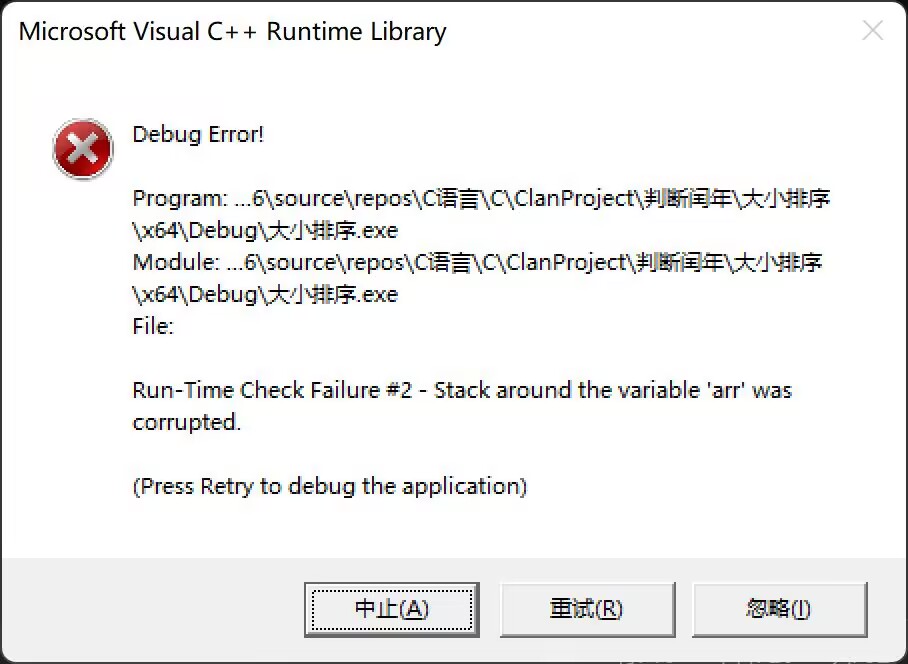 Microsoft Visual C++ Runtime Library
Debug Error!
Program: ...6\source\repos\C语言\C\ClanProject\判断闰年\大小排序
\x64\Debug\大小排序.exe
Module: ...6\source\repos\C语言\C\ClanProject\判断闰年\大小排序
\x64\Debug\大小排序.exe
File:
Run-Time Check Failure #2 - Stack around the variable 'arr' was
corrupted.
(Press Retry to debug the application)
中止(A)
重试(R)
忽略(I)